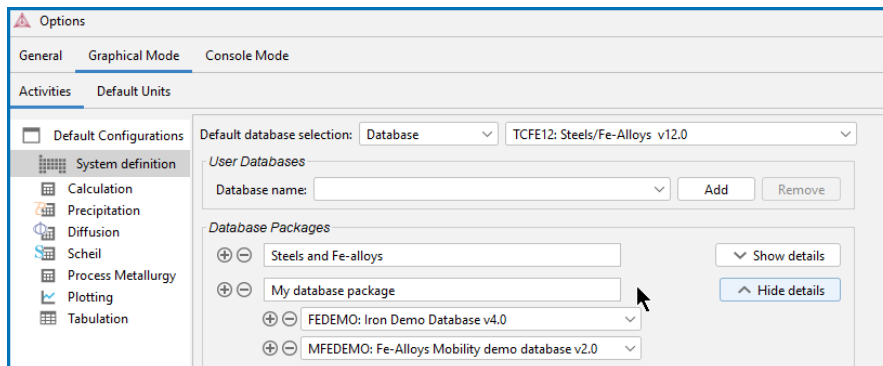 Options
General Graphical Mode Console Mode
Activities Default Units
Default Configurations
System definition
Calculation
Precipitation
Diffusion
Scheil
Process Metallurgy
Plotting
Tabulation
Default database selection: Database TCFE12: Steels/Fe-Alloys v12.0
User Databases
Database name: Add Remove
Database Packages
Steels and Fe-alloys Show details
My database package Hide details
FEDEMO: Iron Demo Database v4.0
MFEDEMO: Fe-Alloys Mobility demo database v2.0